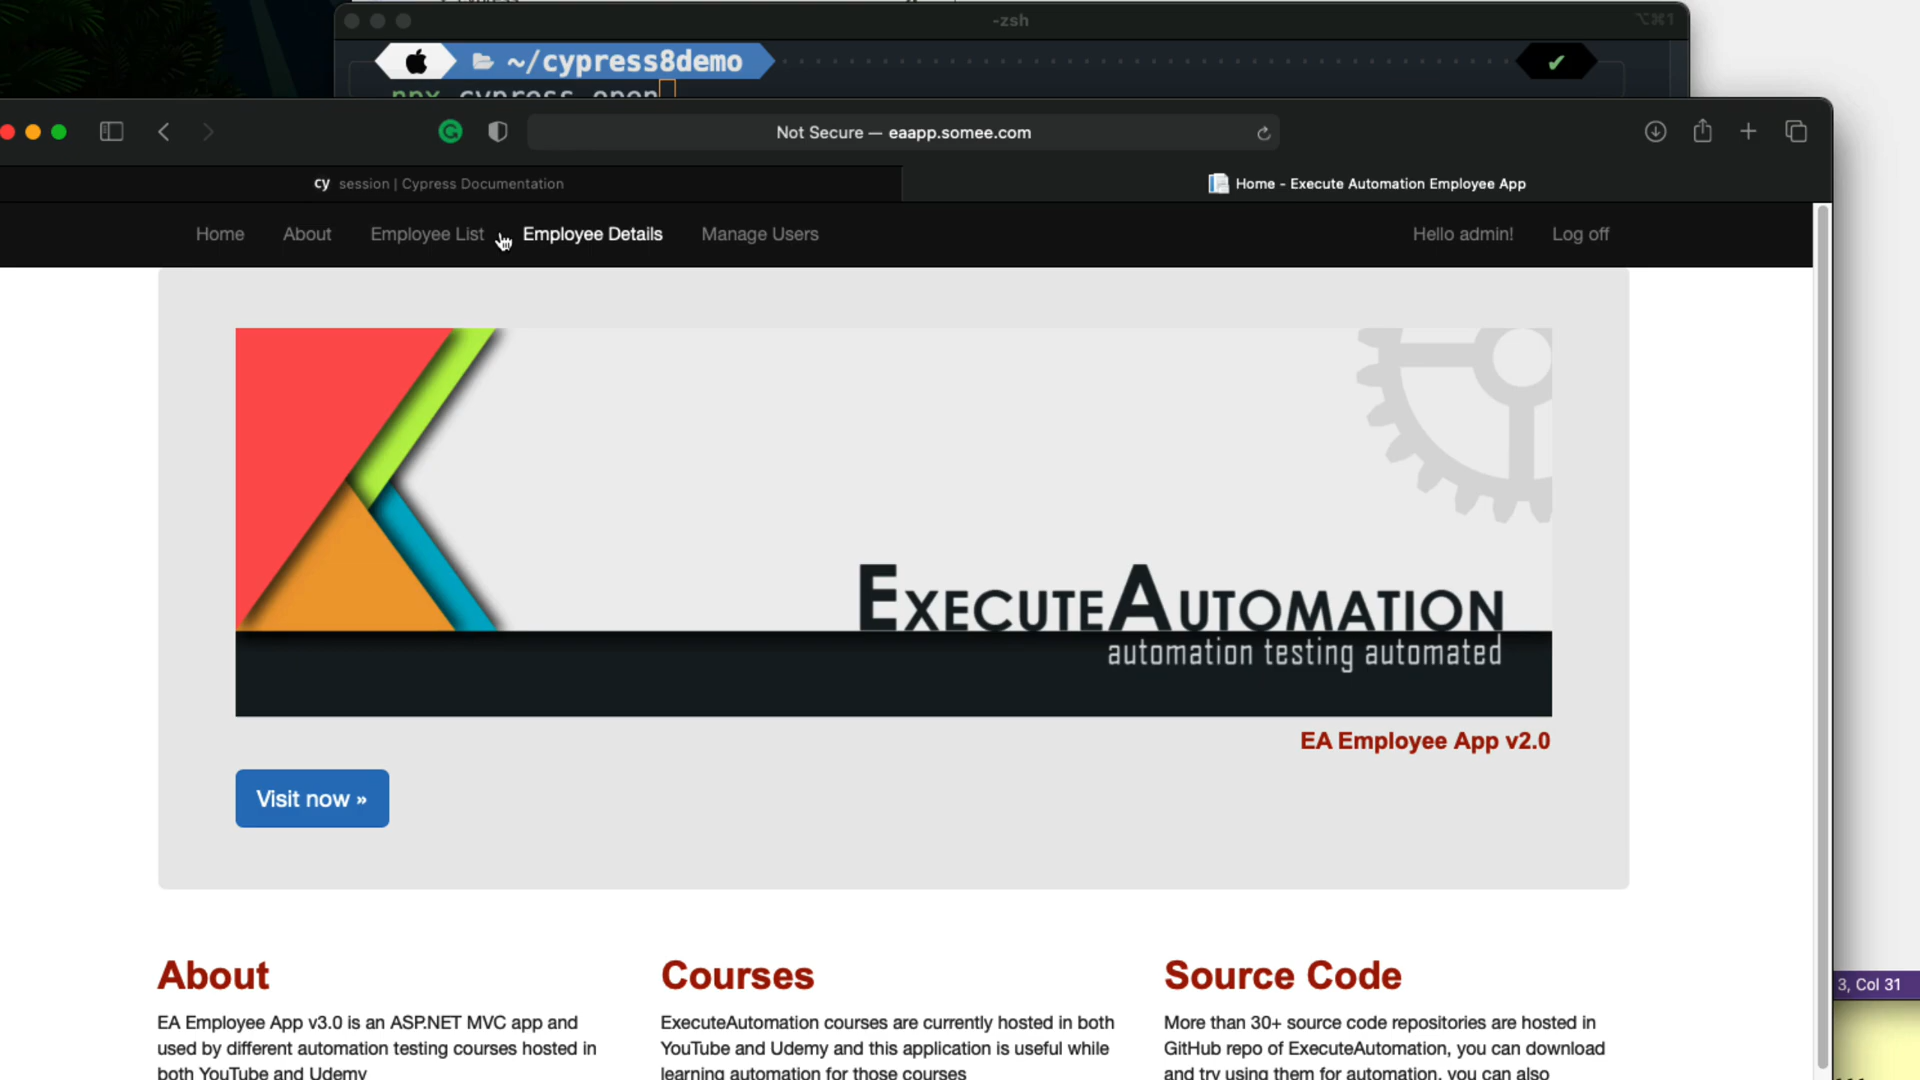 -zsh
⌥⌘1
~/cypress8demo
✔
npx cypress open
Not Secure — eaapp.somee.com
cy session | Cypress Documentation
Home - Execute Automation Employee App
Home About Employee List Employee Details Manage Users Hello admin! Log off
EXECUTEAUTOMATION
automation testing automated
EA Employee App v2.0
Visit now »
About
EA Employee App v3.0 is an ASP.NET MVC app and
used by different automation testing courses hosted in
both YouTube and Udemy
Courses
ExecuteAutomation courses are currently hosted in both
YouTube and Udemy and this application is useful while
learning automation for those courses
Source Code
More than 30+ source code repositories are hosted in
GitHub repo of ExecuteAutomation, you can download
and try using them for automation, you can also
3, Col 31